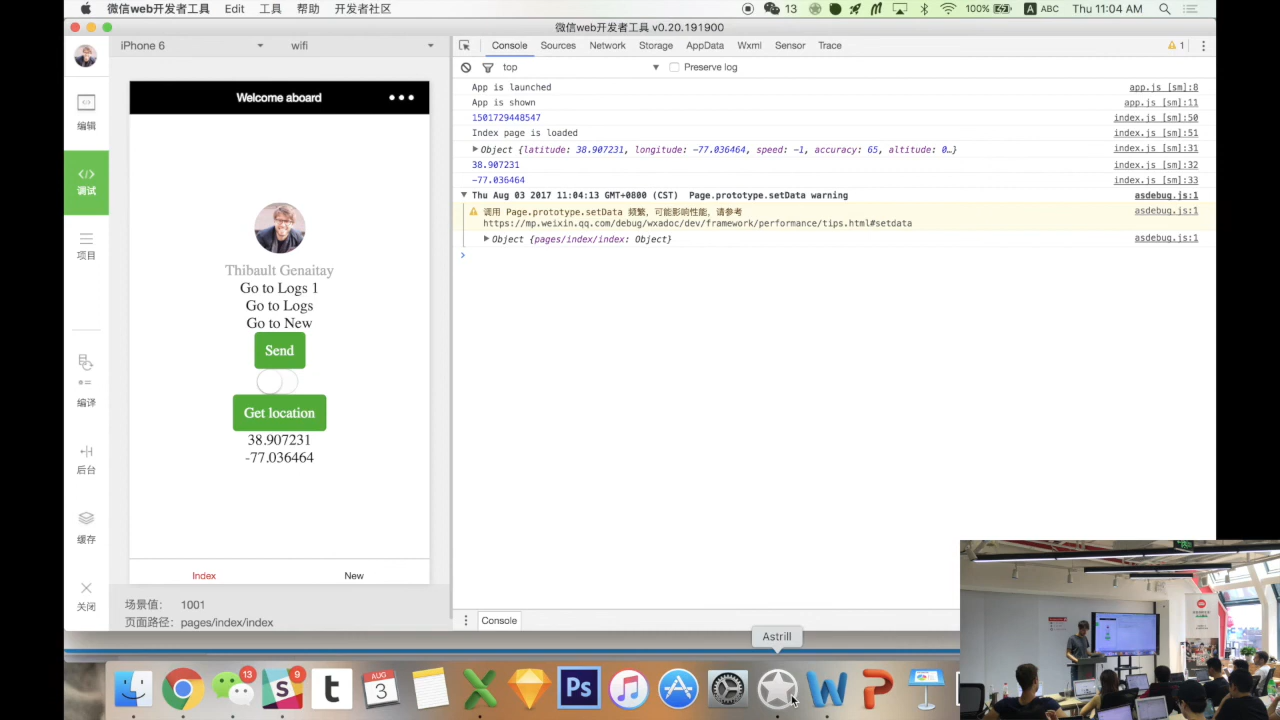 微信web开发者工具 Edit 工具 帮助 开发者社区 13 100% A ABC Thu 11:04 AM
微信web开发者工具 v0.20.191900
iPhone 6 wifi
Console Sources Network Storage AppData Wxml Sensor Trace 1
top Preserve log
编辑
调试
项目
编译
后台
缓存
关闭
Welcome aboard
Thibault Genaitay
Go to Logs 1
Go to Logs
Go to New
Send
Get location
38.907231
-77.036464
Index New
场景值： 1001
页面路径： pages/index/index
App is launched app.js [sm]:8
App is shown app.js [sm]:11
1501729448547 index.js [sm]:50
Index page is loaded index.js [sm]:51
Object {latitude: 38.907231, longitude: -77.036464, speed: -1, accuracy: 65, altitude: 0…} index.js [sm]:31
38.907231 index.js [sm]:32
-77.036464 index.js [sm]:33
Thu Aug 03 2017 11:04:13 GMT+0800 (CST) Page.prototype.setData warning asdebug.js:1
调用 Page.prototype.setData 频繁，可能影响性能，请参考 asdebug.js:1
https://mp.weixin.qq.com/debug/wxadoc/dev/framework/performance/tips.html#setdata
Object {pages/index/index: Object} asdebug.js:1
Console
Astrill
13
9
t
AUG
3
Ps